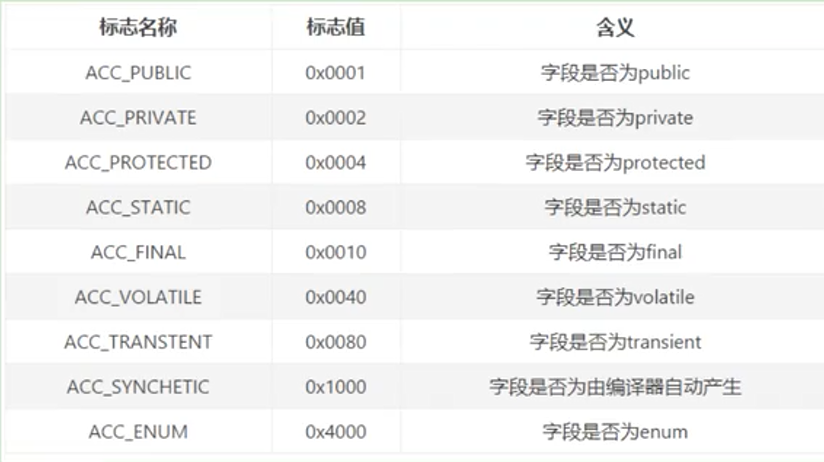 标志名称 标志值 含义
ACC_PUBLIC 0x0001 字段是否为public
ACC_PRIVATE 0x0002 字段是否为private
ACC_PROTECTED 0x0004 字段是否为protected
ACC_STATIC 0x0008 字段是否为static
ACC_FINAL 0x0010 字段是否为final
ACC_VOLATILE 0x0040 字段是否为volatile
ACC_TRANSTENT 0x0080 字段是否为transient
ACC_SYNCHETIC 0x1000 字段是否为由编译器自动产生
ACC_ENUM 0x4000 字段是否为enum